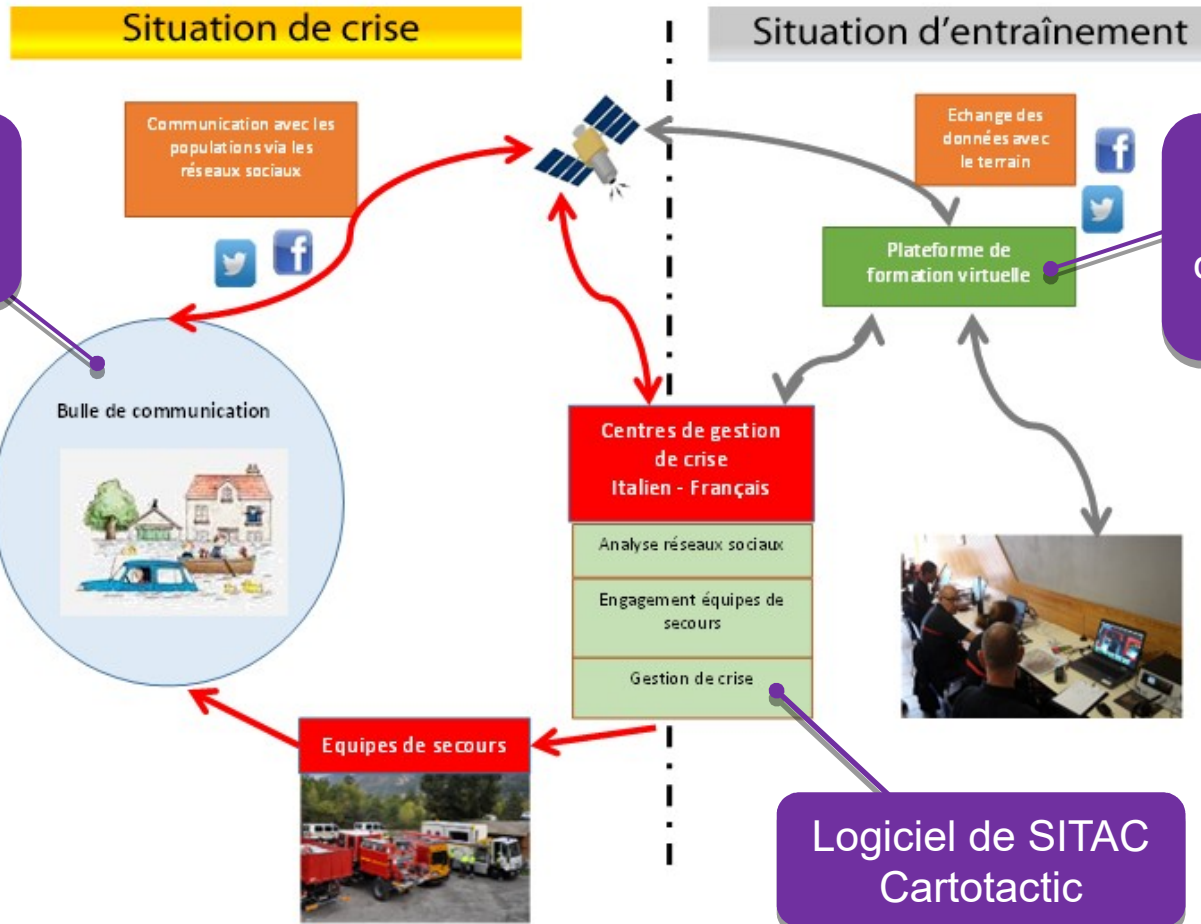 Situation de crise
Situation d'entraînement
Communication avec les
populations via les
réseaux sociaux
Echange des
données avec
le terrain
Plateforme de
formation virtuelle
Bulle de communication
Centres de gestion
de crise
Italien - Français
Analyse réseaux sociaux
Engagement équipes de
secours
Gestion de crise
Equipes de secours
Logiciel de SITAC
Cartotactic